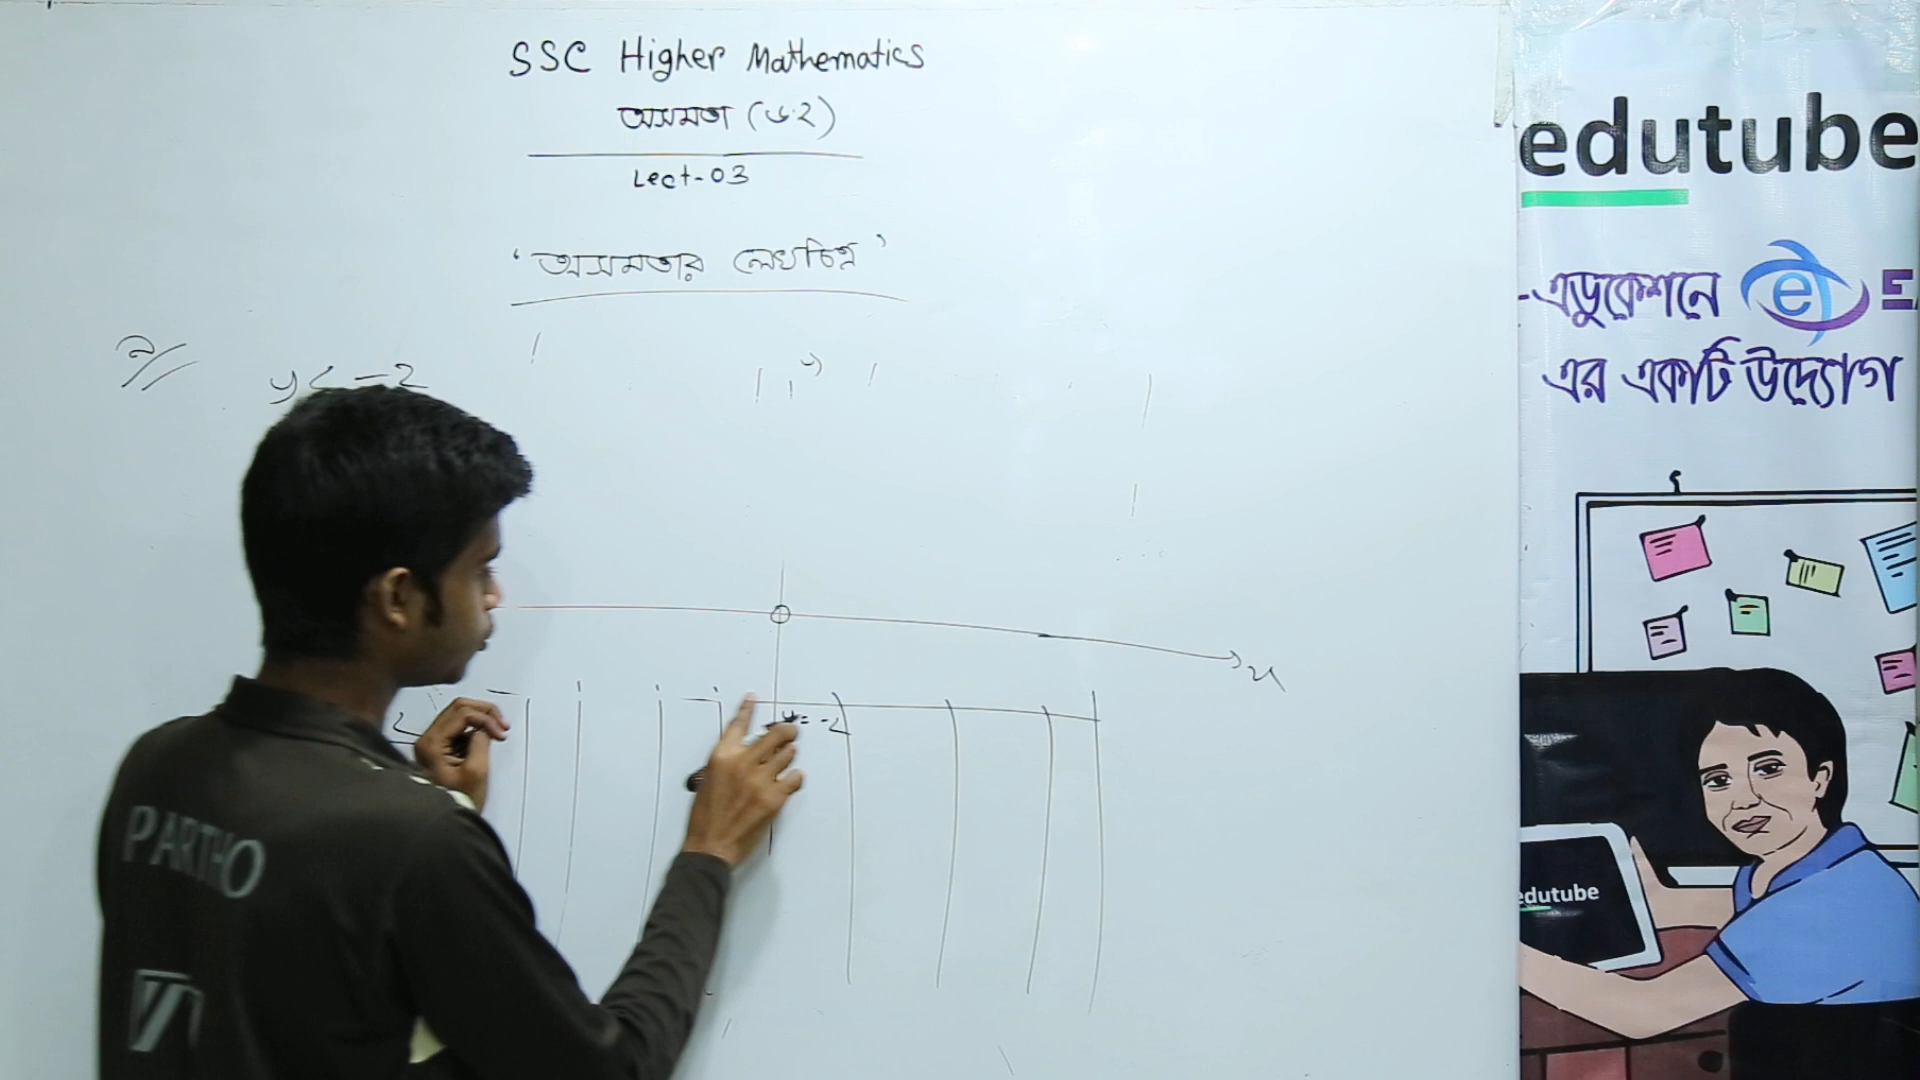 SSC Higher Mathematics
অসমতা (৬.২)
Lect-03
'অসমতার লেখচিত্র'
y < -2
y
x
y = -2
PARTHO
VI
edutube
-এডুকেশনে e E
এর একটি উদ্যোগ
edutube